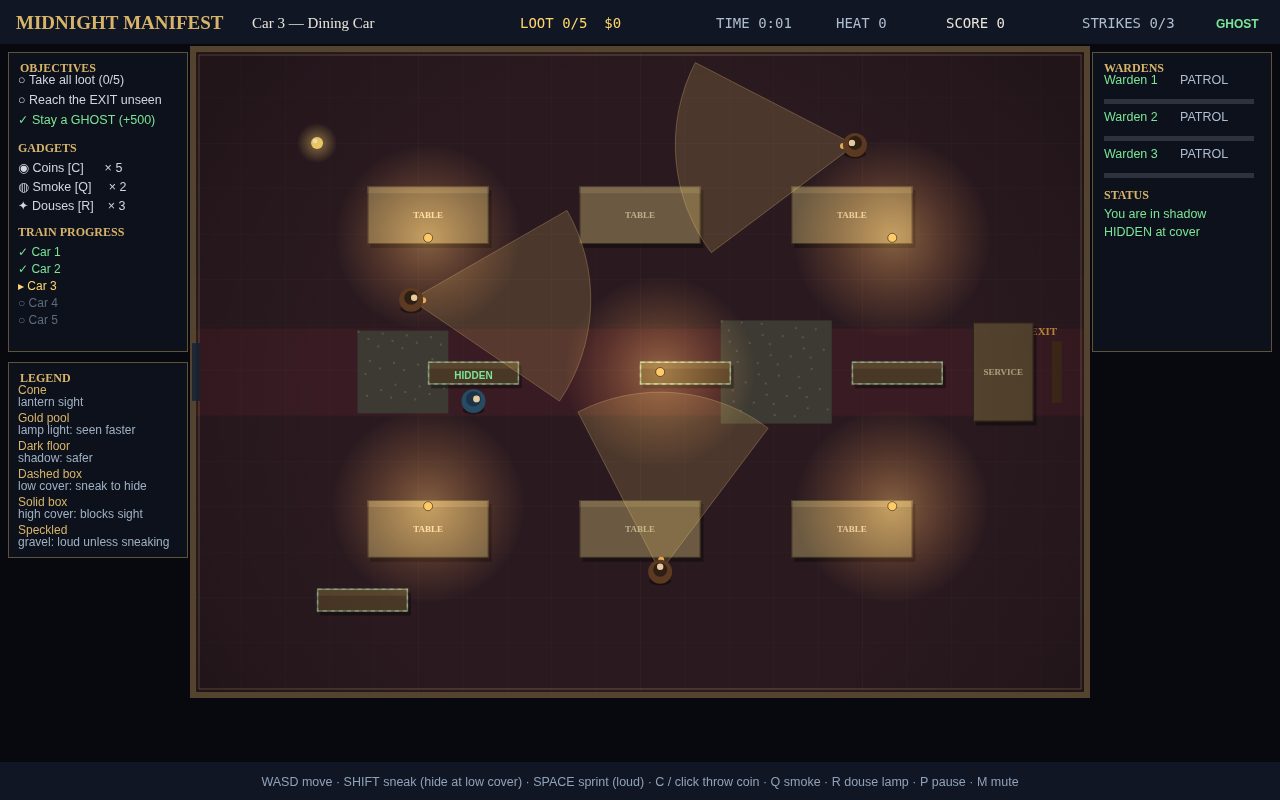 MIDNIGHT MANIFEST
Car 3 — Dining Car
LOOT 0/5 $0
TIME 0:01
HEAT 0
SCORE 0
STRIKES 0/3
GHOST
OBJECTIVES
○ Take all loot (0/5)
○ Reach the EXIT unseen
✓ Stay a GHOST (+500)
GADGETS
◉ Coins [C] × 5
◍ Smoke [Q] × 2
✦ Douses [R] × 3
TRAIN PROGRESS
✓ Car 1
✓ Car 2
▸ Car 3
○ Car 4
○ Car 5
LEGEND
Cone
lantern sight
Gold pool
lamp light: seen faster
Dark floor
shadow: safer
Dashed box
low cover: sneak to hide
Solid box
high cover: blocks sight
Speckled
gravel: loud unless sneaking
TABLE
TABLE
TABLE
EXIT
HIDDEN
SERVICE
TABLE
TABLE
TABLE
WARDENS
Warden 1 PATROL
Warden 2 PATROL
Warden 3 PATROL
STATUS
You are in shadow
HIDDEN at cover
WASD move · SHIFT sneak (hide at low cover) · SPACE sprint (loud) · C / click throw coin · Q smoke · R douse lamp · P pause · M mute